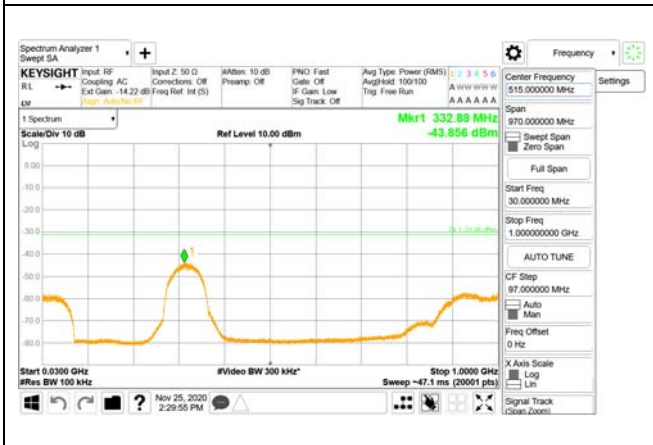 Spectrum Analyzer 1
Swept SA
Frequency
KEYSIGHT
Input: RF
Coupling: AC
Ext Gain: -14.22 dB
Align: Auto/No RF
Input Z: 50 Ω
Corrections: Off
Freq Ref: Int (S)
#Atten: 10 dB
Preamp: Off
PNO: Fast
Gate: Off
IF Gain: Low
Sig Track: Off
Avg Type: Power (RMS)
Avg|Hold: 100/100
Trig: Free Run
1 2 3 4 5 6
A W W W W W
A A A A A A
RL
1 Spectrum
Scale/Div 10 dB
Ref Level 10.00 dBm
Mkr1 332.88 MHz
-43.856 dBm
Log
0.00
-10.0
-20.0
-30.0
-40.0
-50.0
-60.0
-70.0
-80.0
1
Start 0.0300 GHz
#Res BW 100 kHz
#Video BW 300 kHz*
Stop 1.0000 GHz
Sweep ~47.1 ms (20001 pts)
Nov 25, 2020
2:29:55 PM
Center Frequency
515.000000 MHz
Settings
Span
970.000000 MHz
Swept Span
Zero Span
Full Span
Start Freq
30.000000 MHz
Stop Freq
1.000000000 GHz
AUTO TUNE
CF Step
97.000000 MHz
Auto
Man
Freq Offset
0 Hz
X Axis Scale
Log
Lin
Signal Track
(Span Zoom)